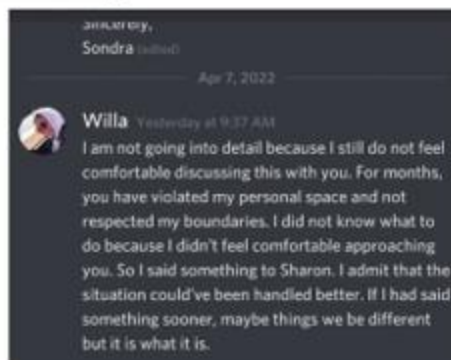 Sincerely,
Sondra (edited)
Apr 7, 2022
Willa Yesterday at 9:37 AM
I am not going into detail because I still do not feel
comfortable discussing this with you. For months,
you have violated my personal space and not
respected my boundaries. I did not know what to
do because I didn't feel comfortable approaching
you. So I said something to Sharon. I admit that the
situation could've been handled better. If I had said
something sooner, maybe things we be different
but it is what it is.